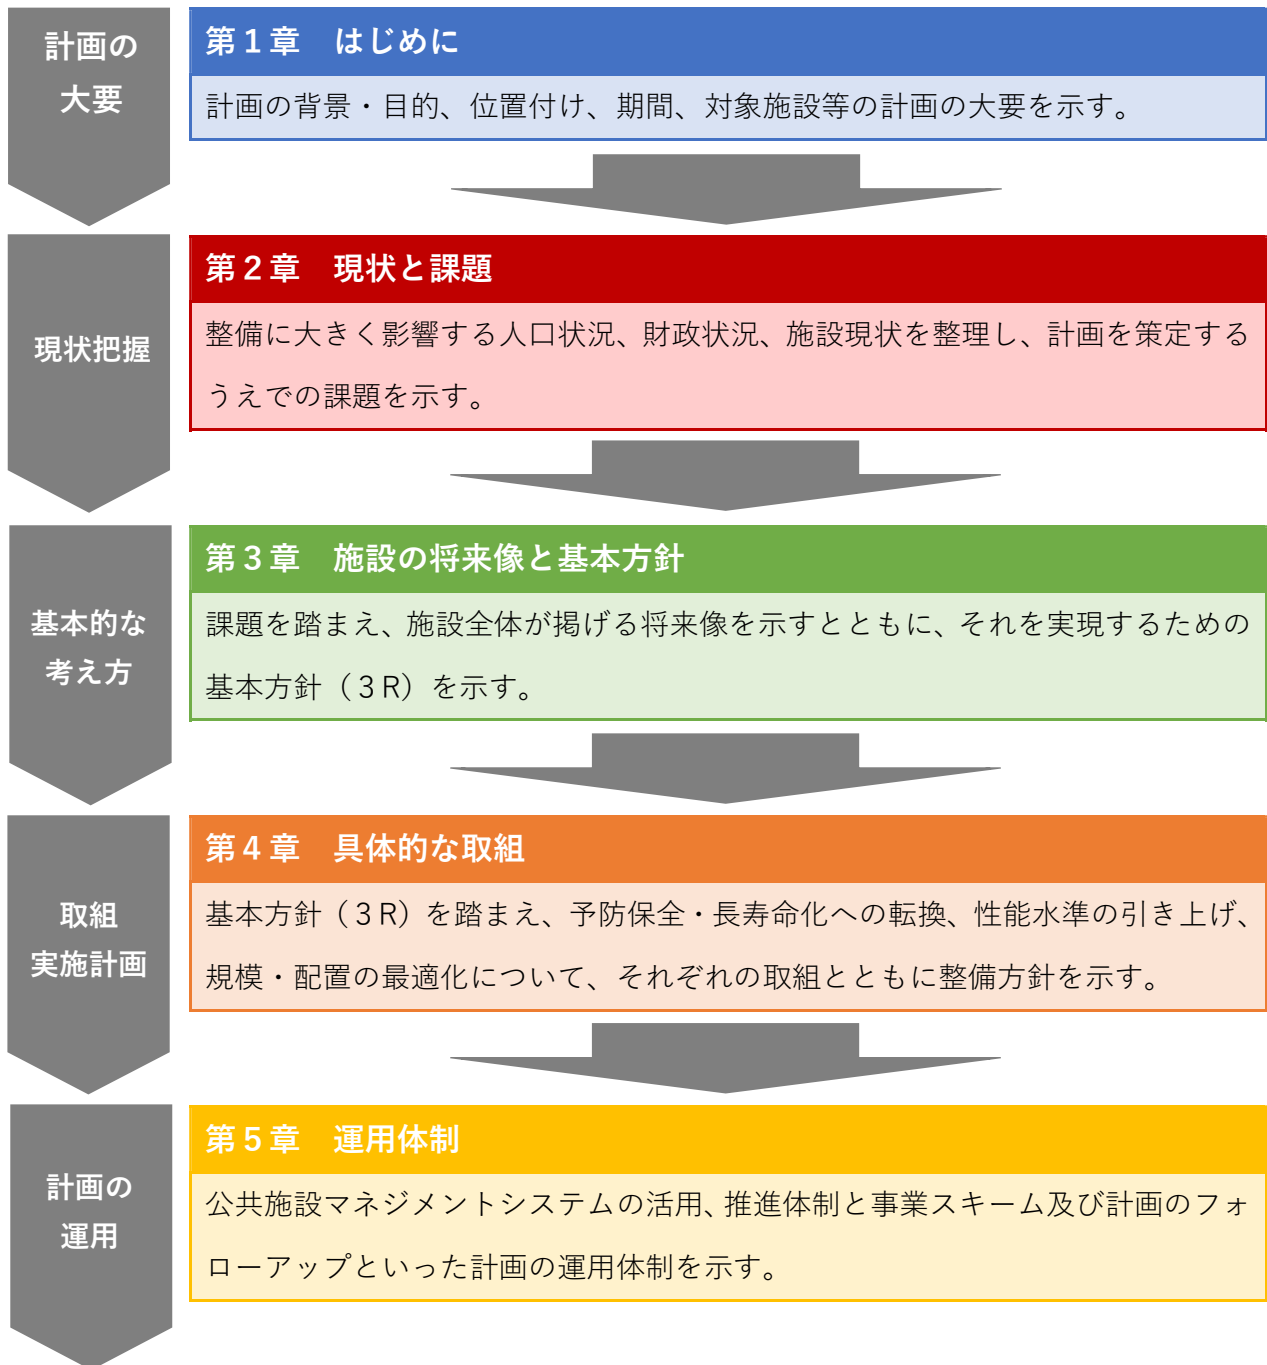 計画の
大要
第１章　はじめに
計画の背景・目的、位置付け、期間、対象施設等の計画の大要を示す。
現状把握
第２章　現状と課題
整備に大きく影響する人口状況、財政状況、施設現状を整理し、計画を策定する
うえでの課題を示す。
基本的な
考え方
第３章　施設の将来像と基本方針
課題を踏まえ、施設全体が掲げる将来像を示すとともに、それを実現するための
基本方針（３R）を示す。
取組
実施計画
第４章　具体的な取組
基本方針（３R）を踏まえ、予防保全・長寿命化への転換、性能水準の引き上げ、
規模・配置の最適化について、それぞれの取組とともに整備方針を示す。
計画の
運用
第５章　運用体制
公共施設マネジメントシステムの活用、推進体制と事業スキーム及び計画のフォ
ローアップといった計画の運用体制を示す。